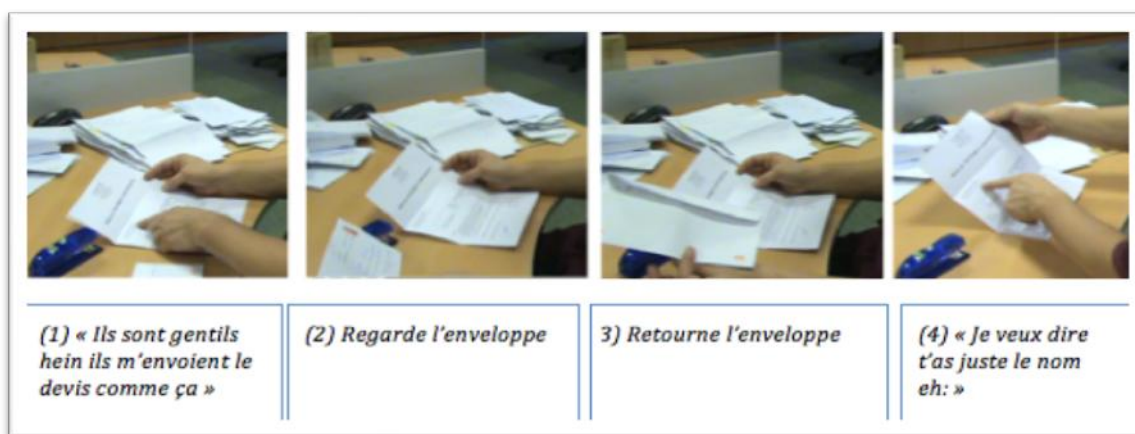 (1) « Ils sont gentils
hein ils m'envoient le
devis comme ça »
(2) Regarde l'enveloppe
3) Retourne l'enveloppe
(4) « Je veux dire
t'as juste le nom
eh: »